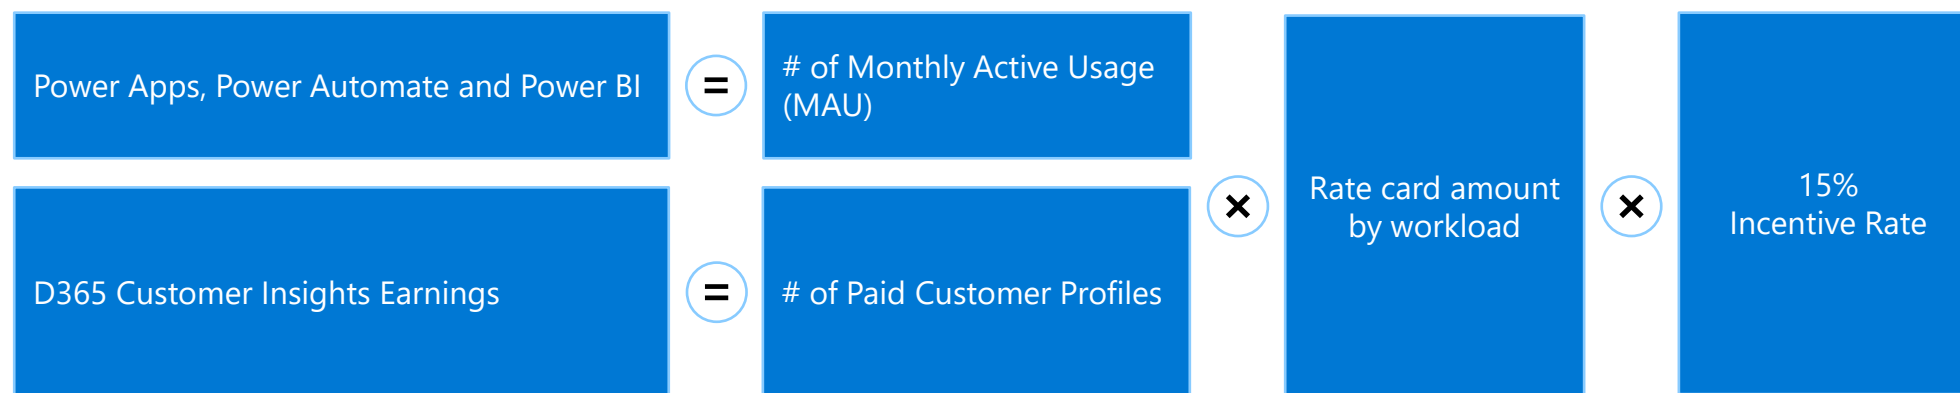 Power Apps, Power Automate and Power BI
=
# of Monthly Active Usage
(MAU)
D365 Customer Insights Earnings
=
# of Paid Customer Profiles
×
Rate card amount
by workload
×
15%
Incentive Rate